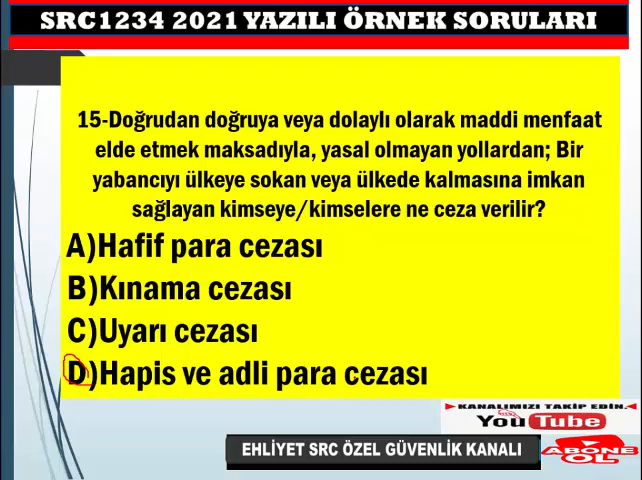 SRC1234 2021 YAZILI ÖRNEK SORULARI
15-Doğrudan doğruya veya dolaylı olarak maddi menfaat
elde etmek maksadıyla, yasal olmayan yollardan; Bir
yabancıyı ülkeye sokan veya ülkede kalmasına imkan
sağlayan kimseye/kimselere ne ceza verilir?
A)Hafif para cezası
B)Kınama cezası
C)Uyarı cezası
D)Hapis ve adli para cezası
KANALIMIZI TAKİP EDİN
YouTube
EHLİYET SRC ÖZEL GÜVENLİK KANALI
ABONE
OL